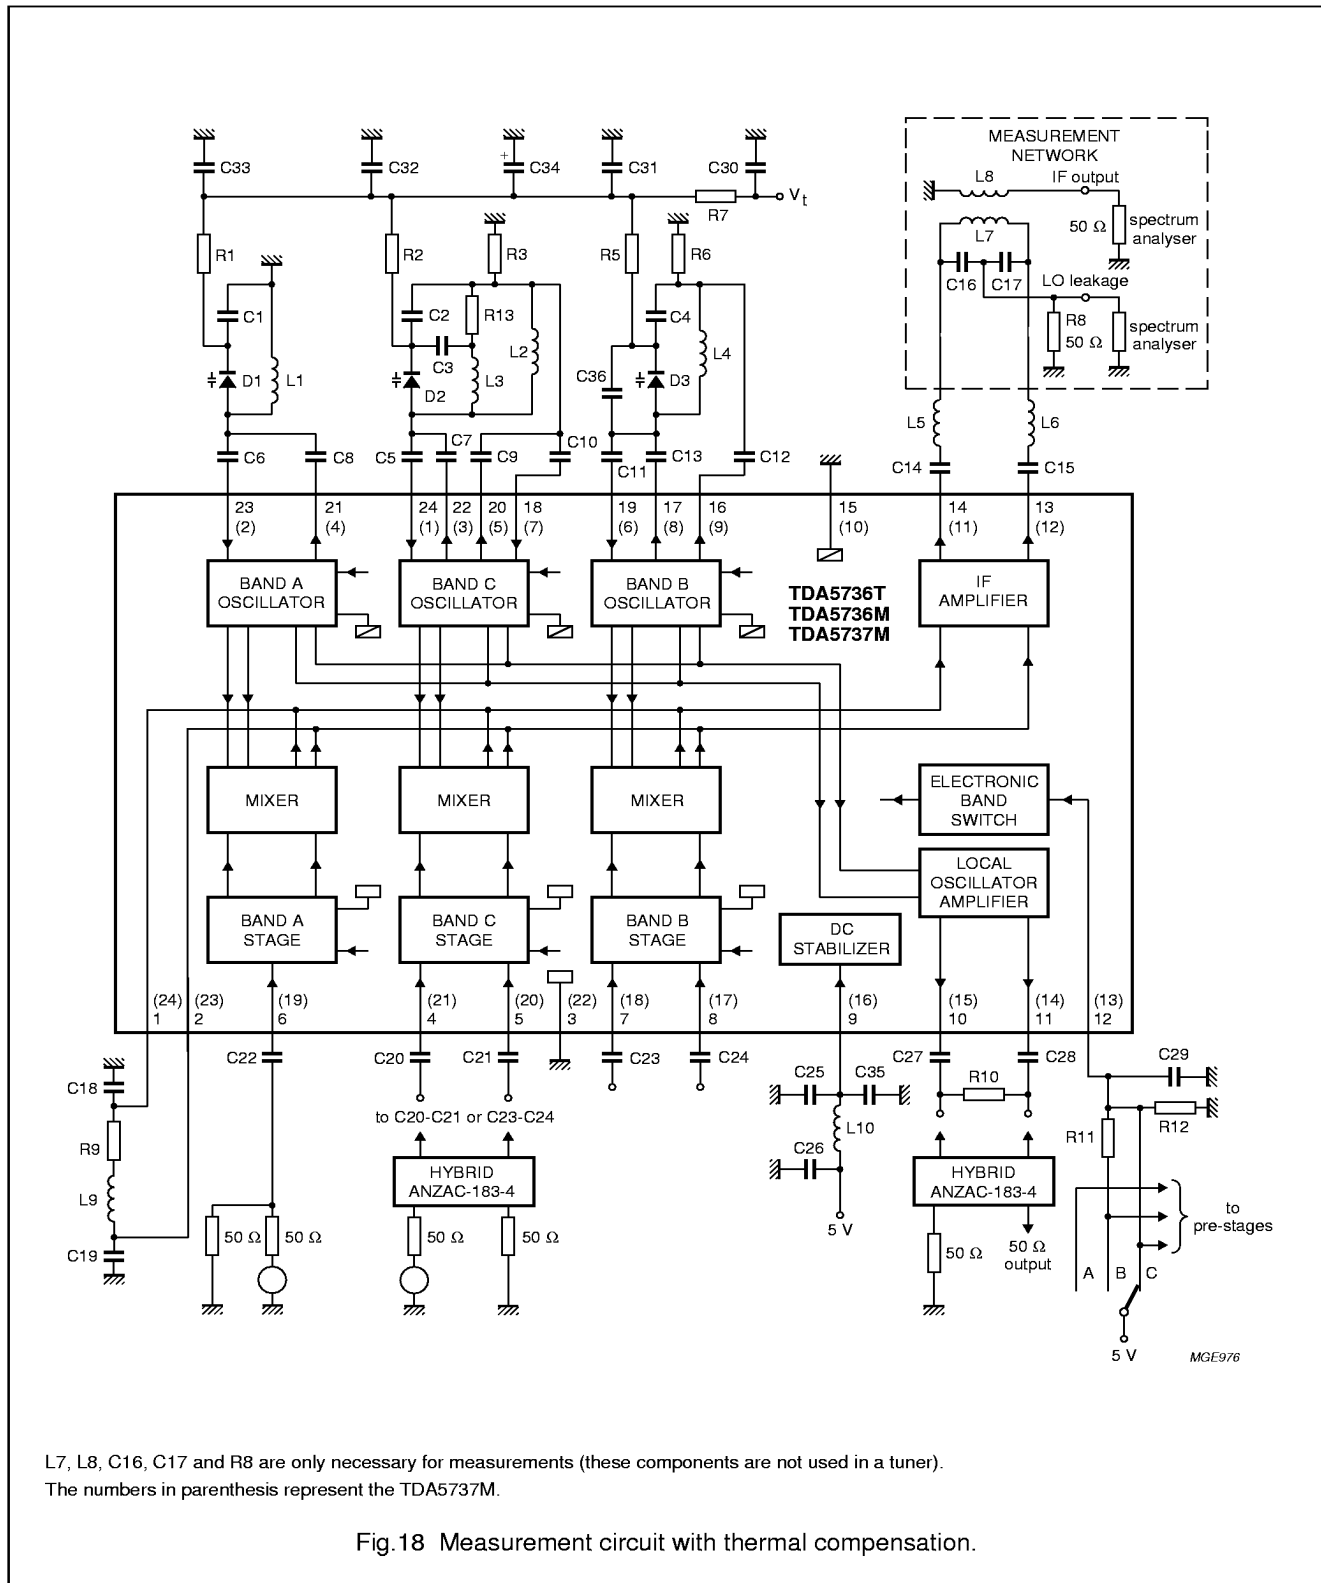 MEASUREMENT
NETWORK
C33
C32
+
C34
C31
C30
L8
IF output
Vt
R7
50 Ω
spectrum
analyser
L7
R1
R2
R3
R5
R6
C16
C17
LO leakage
C1
C2
R13
C4
R8
50 Ω
spectrum
analyser
C3
L2
L4
D1
L1
D2
L3
C36
D3
L5
L6
C6
C8
C5
C7
C9
C10
C11
C13
C12
C14
C15
23
(2)
21
(4)
24
(1)
22
(3)
20
(5)
18
(7)
19
(6)
17
(8)
16
(9)
15
(10)
14
(11)
13
(12)
BAND A
OSCILLATOR
BAND C
OSCILLATOR
BAND B
OSCILLATOR
TDA5736T
TDA5736M
TDA5737M
IF
AMPLIFIER
MIXER
MIXER
MIXER
ELECTRONIC
BAND
SWITCH
LOCAL
OSCILLATOR
AMPLIFIER
BAND A
STAGE
BAND C
STAGE
BAND B
STAGE
DC
STABILIZER
(24)
1
(23)
2
(19)
6
(21)
4
(20)
5
(22)
3
(18)
7
(17)
8
(16)
9
(15)
10
(14)
11
(13)
12
C22
C20
C21
C23
C24
C27
C28
C29
C18
C25
C35
R10
R12
to C20-C21 or C23-C24
R9
L10
R11
C26
L9
HYBRID
ANZAC-183-4
HYBRID
ANZAC-183-4
to
pre-stages
C19
50 Ω
50 Ω
50 Ω
50 Ω
5 V
50 Ω
50 Ω
output
A
B
C
5 V
MGE976
L7, L8, C16, C17 and R8 are only necessary for measurements (these components are not used in a tuner).
The numbers in parenthesis represent the TDA5737M.
Fig.18 Measurement circuit with thermal compensation.